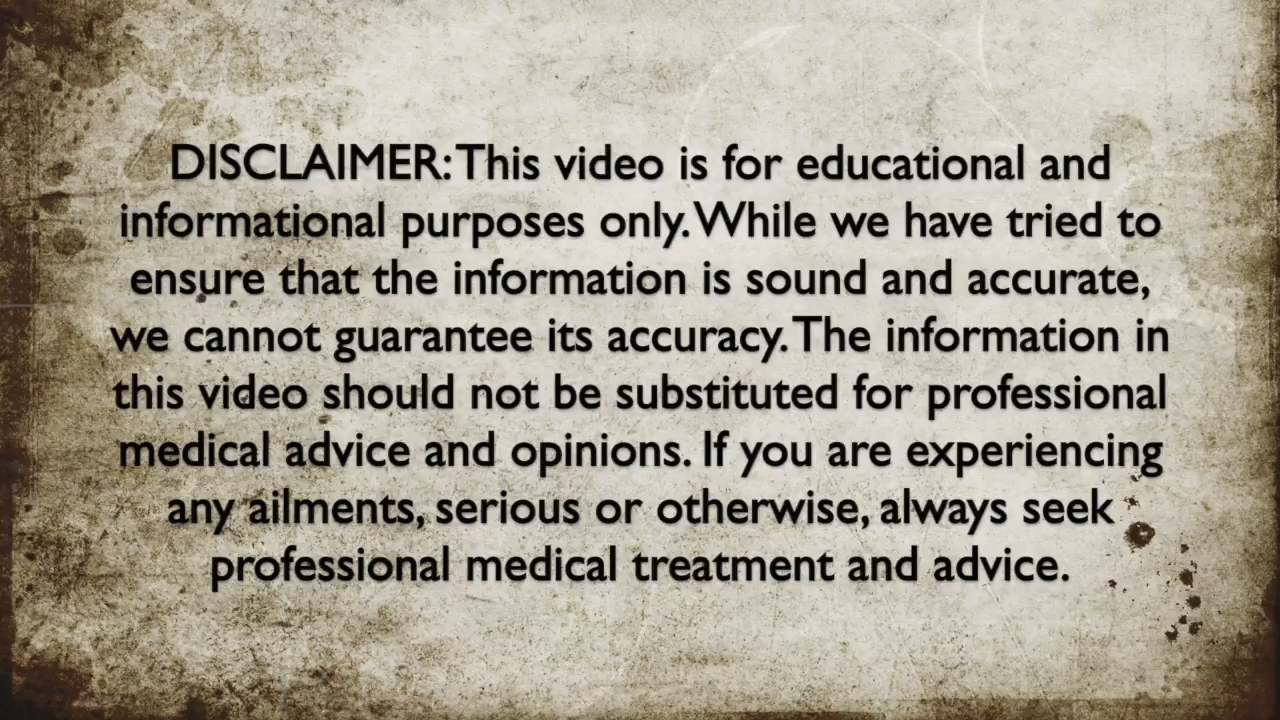 DISCLAIMER: This video is for educational and
informational purposes only. While we have tried to
ensure that the information is sound and accurate,
we cannot guarantee its accuracy. The information in
this video should not be substituted for professional
medical advice and opinions. If you are experiencing
any ailments, serious or otherwise, always seek
professional medical treatment and advice.